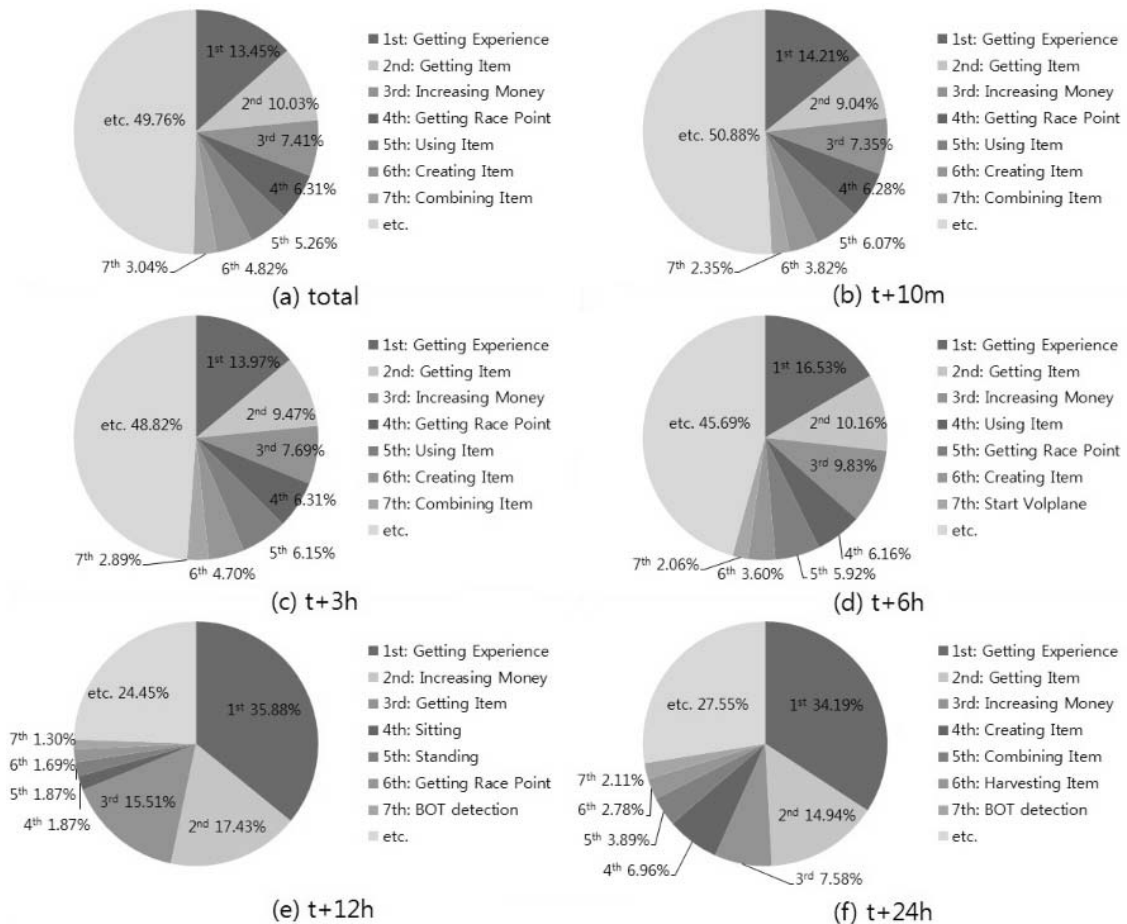 1st 13.45%
2nd 10.03%
3rd 7.41%
4th 6.31%
5th 5.26%
6th 4.82%
7th 3.04%
etc. 49.76%
1st: Getting Experience
2nd: Getting Item
3rd: Increasing Money
4th: Getting Race Point
5th: Using Item
6th: Creating Item
7th: Combining Item
etc.
(a) total
1st 14.21%
2nd 9.04%
3rd 7.35%
4th 6.28%
5th 6.07%
6th 3.82%
7th 2.35%
etc. 50.88%
1st: Getting Experience
2nd: Getting Item
3rd: Increasing Money
4th: Getting Race Point
5th: Using Item
6th: Creating Item
7th: Combining Item
etc.
(b) t+10m
1st 13.97%
2nd 9.47%
3rd 7.69%
4th 6.31%
5th 6.15%
6th 4.70%
7th 2.89%
etc. 48.82%
1st: Getting Experience
2nd: Getting Item
3rd: Increasing Money
4th: Getting Race Point
5th: Using Item
6th: Creating Item
7th: Combining Item
etc.
(c) t+3h
1st 16.53%
2nd 10.16%
3rd 9.83%
4th 6.16%
5th 5.92%
6th 3.60%
7th 2.06%
etc. 45.69%
1st: Getting Experience
2nd: Getting Item
3rd: Increasing Money
4th: Using Item
5th: Getting Race Point
6th: Creating Item
7th: Start Volplane
etc.
(d) t+6h
1st 35.88%
2nd 17.43%
3rd 15.51%
4th 1.87%
5th 1.87%
6th 1.69%
7th 1.30%
etc. 24.45%
1st: Getting Experience
2nd: Increasing Money
3rd: Getting Item
4th: Sitting
5th: Standing
6th: Getting Race Point
7th: BOT detection
etc.
(e) t+12h
1st 34.19%
2nd 14.94%
3rd 7.58%
4th 6.96%
5th 3.89%
6th 2.78%
7th 2.11%
etc. 27.55%
1st: Getting Experience
2nd: Getting Item
3rd: Increasing Money
4th: Creating Item
5th: Combining Item
6th: Harvesting Item
7th: BOT detection
etc.
(f) t+24h